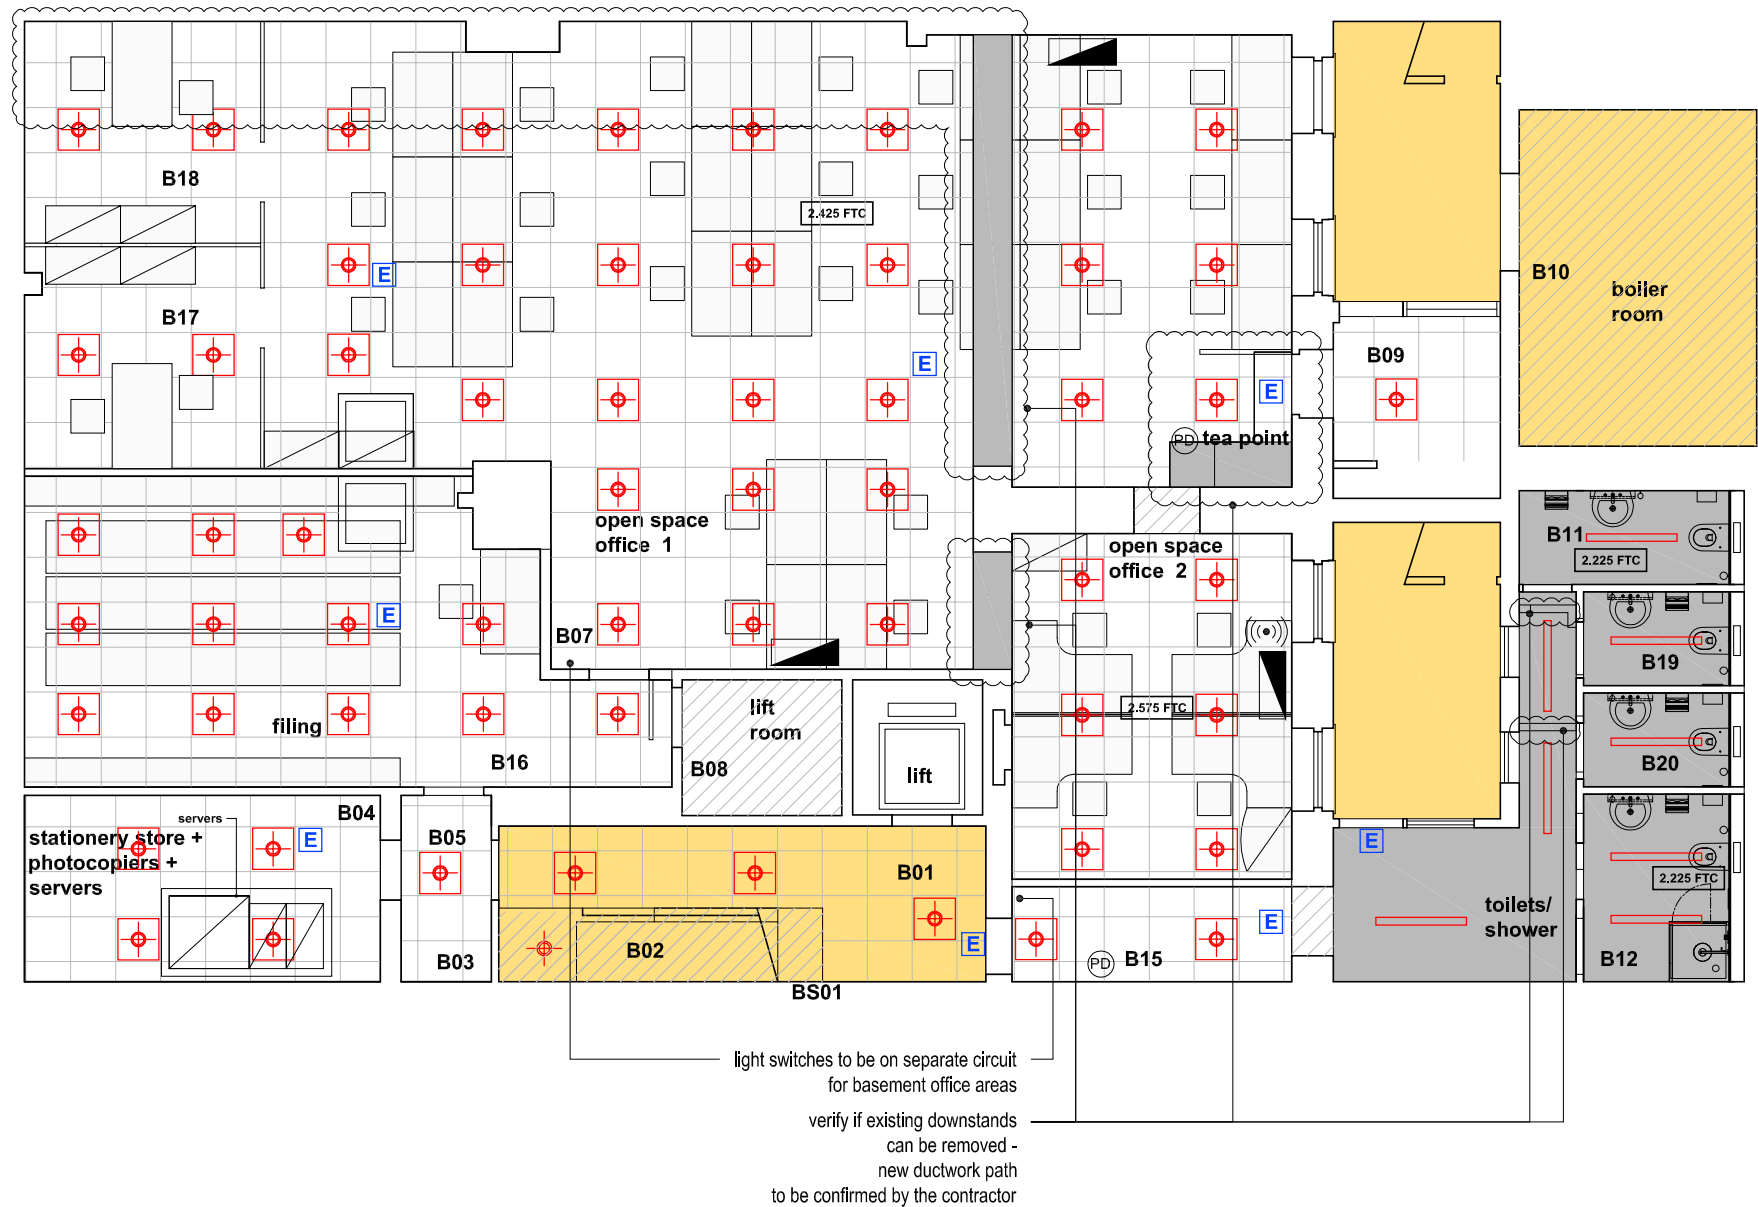 B18
2.425 FTC
E
B17
E
B10
boiler
room
B09
E
PD
tea point
open space
office 1
open space
office 2
B11
2.225 FTC
E
B07
B19
filing
lift
room
2.575 FTC
B16
B08
lift
B20
B04
servers
stationery store +
photocopiers +
servers
E
B05
B01
E
2.225 FTC
toilets/
shower
E
B02
E
B03
PD
B15
B12
BS01
light switches to be on separate circuit
for basement office areas
verify if existing downstands
can be removed -
new ductwork path
to be confirmed by the contractor